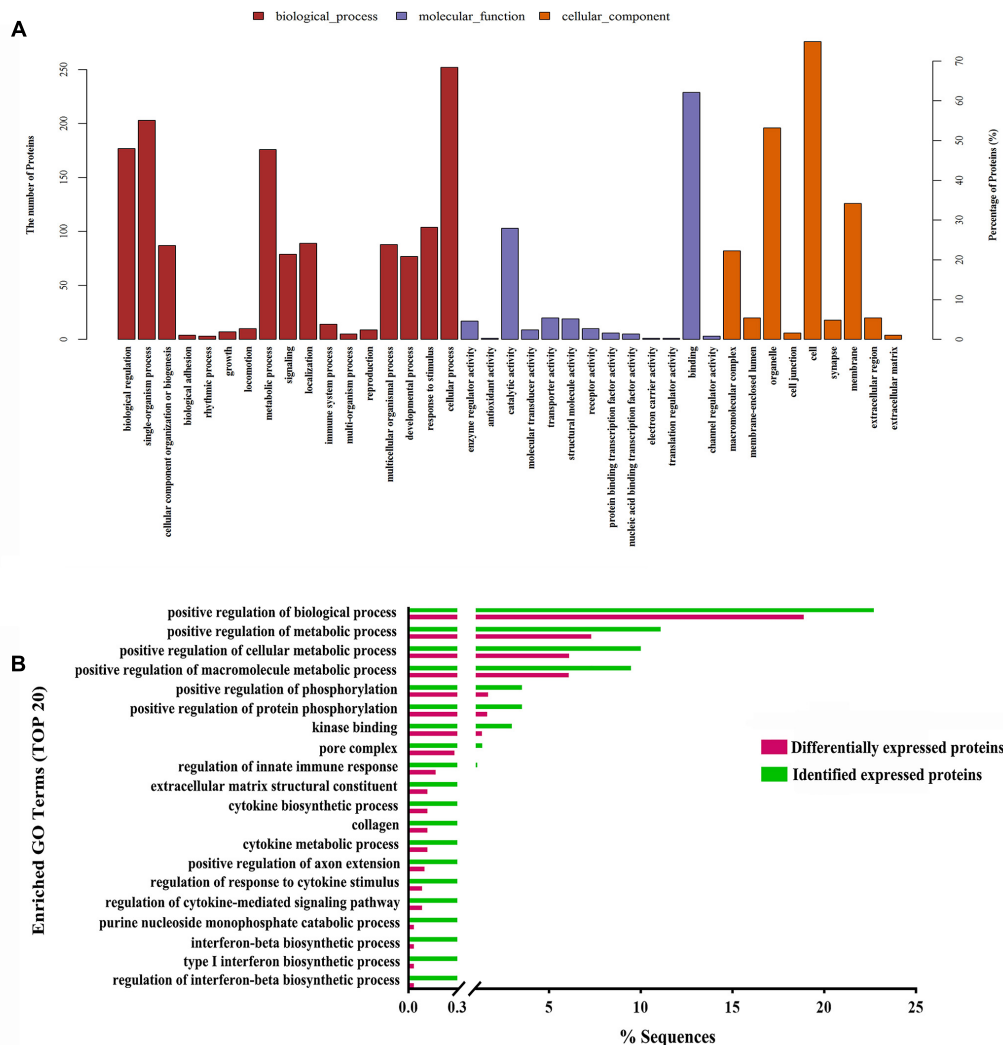 A
biological_process molecular_function cellular_component
The number of Proteins
0 50 100 150 200 250
Percentage of Proteins (%)
0 10 20 30 40 50 60 70
biological regulation
single-organism process
cellular component organization or biogenesis
biological adhesion
rhythmic process
growth
locomotion
metabolic process
signaling
localization
immune system process
multi-organism process
reproduction
multicellular organismal process
developmental process
response to stimulus
cellular process
enzyme regulator activity
antioxidant activity
catalytic activity
molecular transducer activity
transporter activity
structural molecule activity
receptor activity
protein binding transcription factor activity
nucleic acid binding transcription factor activity
electron carrier activity
translation regulator activity
binding
channel regulator activity
macromolecular complex
membrane-enclosed lumen
organelle
cell junction
cell
synapse
membrane
extracellular region
extracellular matrix
B
Enriched GO Terms (TOP 20)
positive regulation of biological process
positive regulation of metabolic process
positive regulation of cellular metabolic process
positive regulation of macromolecule metabolic process
positive regulation of phosphorylation
positive regulation of protein phosphorylation
kinase binding
pore complex
regulation of innate immune response
extracellular matrix structural constituent
cytokine biosynthetic process
collagen
cytokine metabolic process
positive regulation of axon extension
regulation of response to cytokine stimulus
regulation of cytokine-mediated signaling pathway
purine nucleoside monophosphate catabolic process
interferon-beta biosynthetic process
type I interferon biosynthetic process
regulation of interferon-beta biosynthetic process
Differentially expressed proteins
Identified expressed proteins
0.0 0.3 5 10 15 20 25
% Sequences